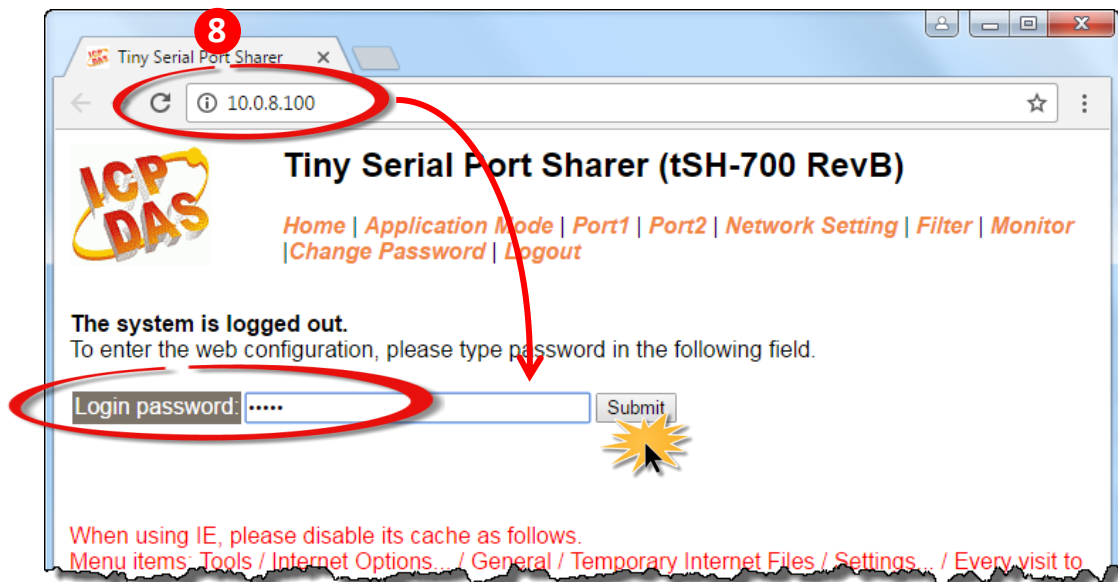 8
Tiny Serial Port Sharer
10.0.8.100
ICP
DAS
Tiny Serial Port Sharer (tSH-700 RevB)
Home | Application Mode | Port1 | Port2 | Network Setting | Filter | Monitor
|Change Password | Logout
The system is logged out.
To enter the web configuration, please type password in the following field.
Login password: •••••
Submit
When using IE, please disable its cache as follows.
Menu items: Tools / Internet Options... / General / Temporary Internet Files / Settings... / Every visit to